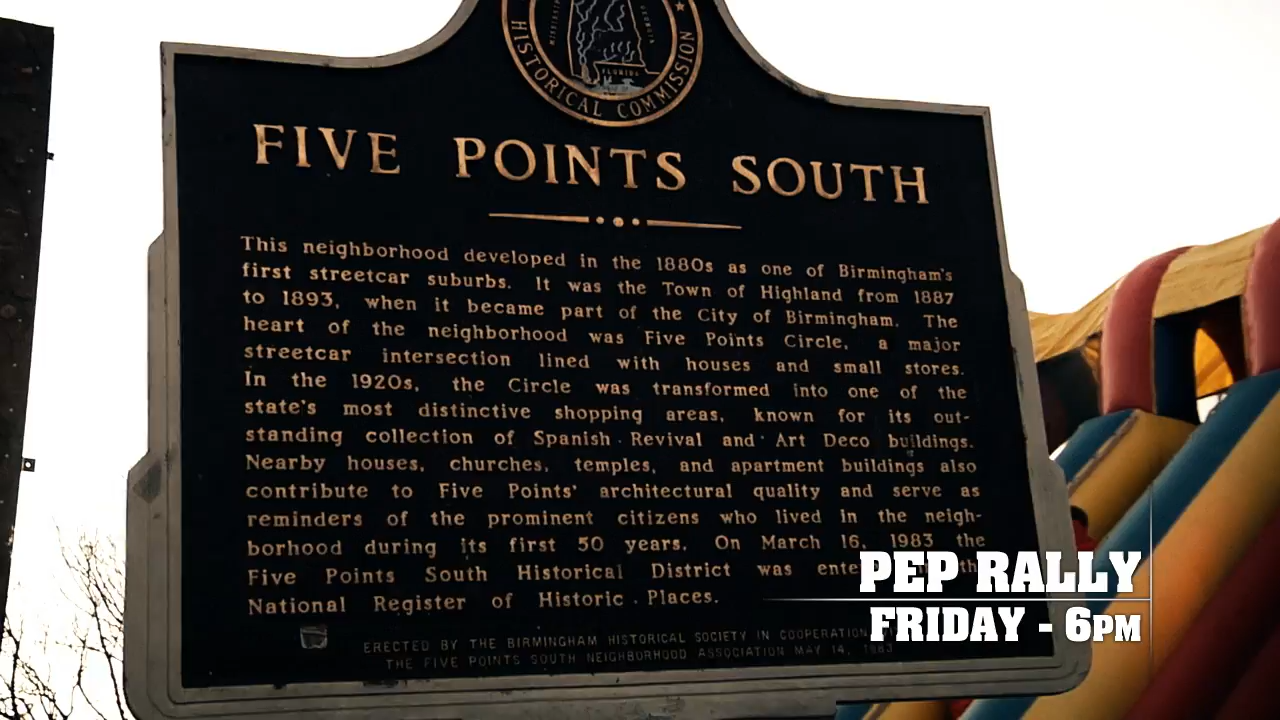 MISSISSIPPI
GEORGIA
FLORIDA
HISTORICAL COMMISSION
FIVE POINTS SOUTH
This neighborhood developed in the 1880s as one of Birmingham's
first streetcar suburbs. It was the Town of Highland from 1887
to 1893, when it became part of the City of Birmingham. The
heart of the neighborhood was Five Points Circle, a major
streetcar intersection lined with houses and small stores.
In the 1920s, the Circle was transformed into one of the
state's most distinctive shopping areas, known for its out-
standing collection of Spanish Revival and Art Deco buildings.
Nearby houses, churches, temples, and apartment buildings also
contribute to Five Points' architectural quality and serve as
reminders of the prominent citizens who lived in the neigh-
borhood during its first 50 years. On March 16, 1983 the
Five Points South Historical District was
National Register of Historic Places.
ERECTED BY THE BIRMINGHAM HISTORICAL SOCIETY IN COOPERATION
THE FIVE POINTS SOUTH NEIGHBORHOOD ASSOCIATION MAY 14, 1983
PEP RALLY
FRIDAY - 6PM